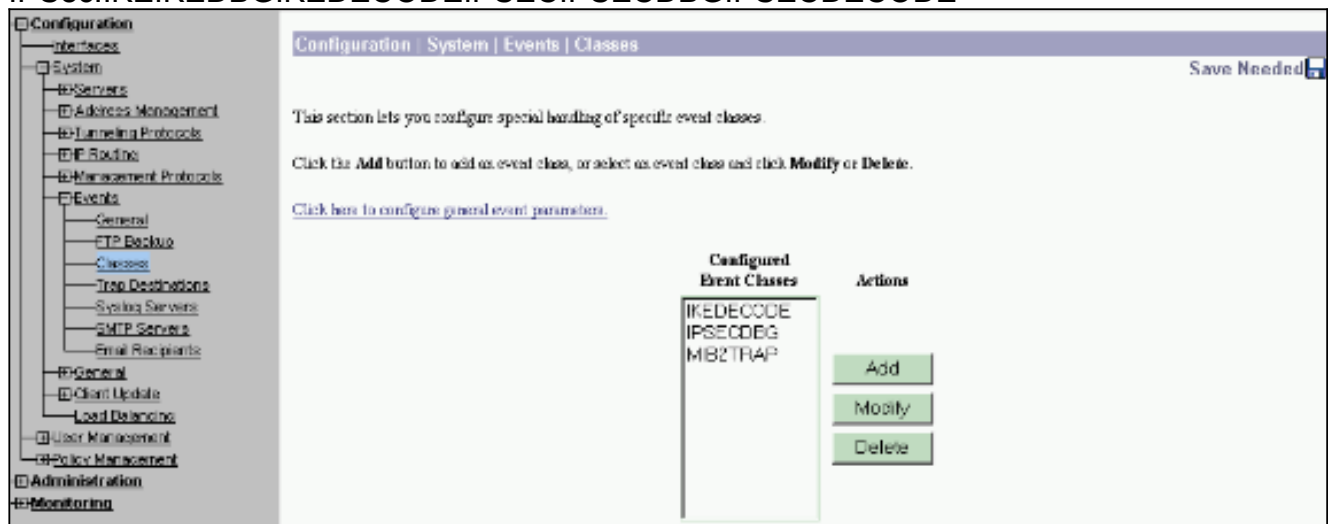 Configuration
Interfaces
System
Servers
Address Management
Tunneling Protocols
IP Routing
Management Protocols
Events
General
FTP Backup
Classes
Trap Destinations
Syslog Servers
SMTP Servers
Email Recipients
General
Client Update
Load Balancing
User Management
Policy Management
Administration
Monitoring
Configuration | System | Events | Classes
Save Needed
This section lets you configure special handling of specific event classes.
Click the Add button to add an event class, or select an event class and click Modify or Delete.
Click here to configure general event parameters.
Configured
Event Classes
Actions
IKEDECODE
IPSECDBG
MIB2TRAP
Add
Modify
Delete